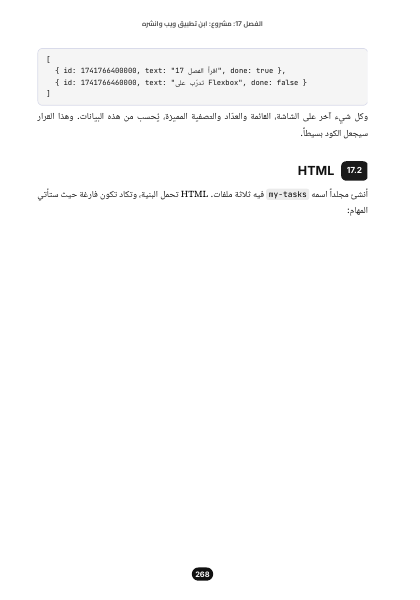 الفصل 17: مشروع: ابنِ تطبيق ويب وانشره
[
{ id: 1741766400000, text: "اقرأ الفصل 17", done: true },
{ id: 1741766460000, text: "تدرّب على Flexbox", done: false }
]
وكل شيء آخر على الشاشة، القائمة والعدّاد والتصفية المميزة، يُحسب من هذه البيانات. وهذا القرار
سيجعل الكود بسيطاً.
17.2 HTML
أنشئ مجلداً اسمه my-tasks فيه ثلاثة ملفات. HTML تحمل البنية، وتكاد تكون فارغة حيث ستأتي
المهام:
268